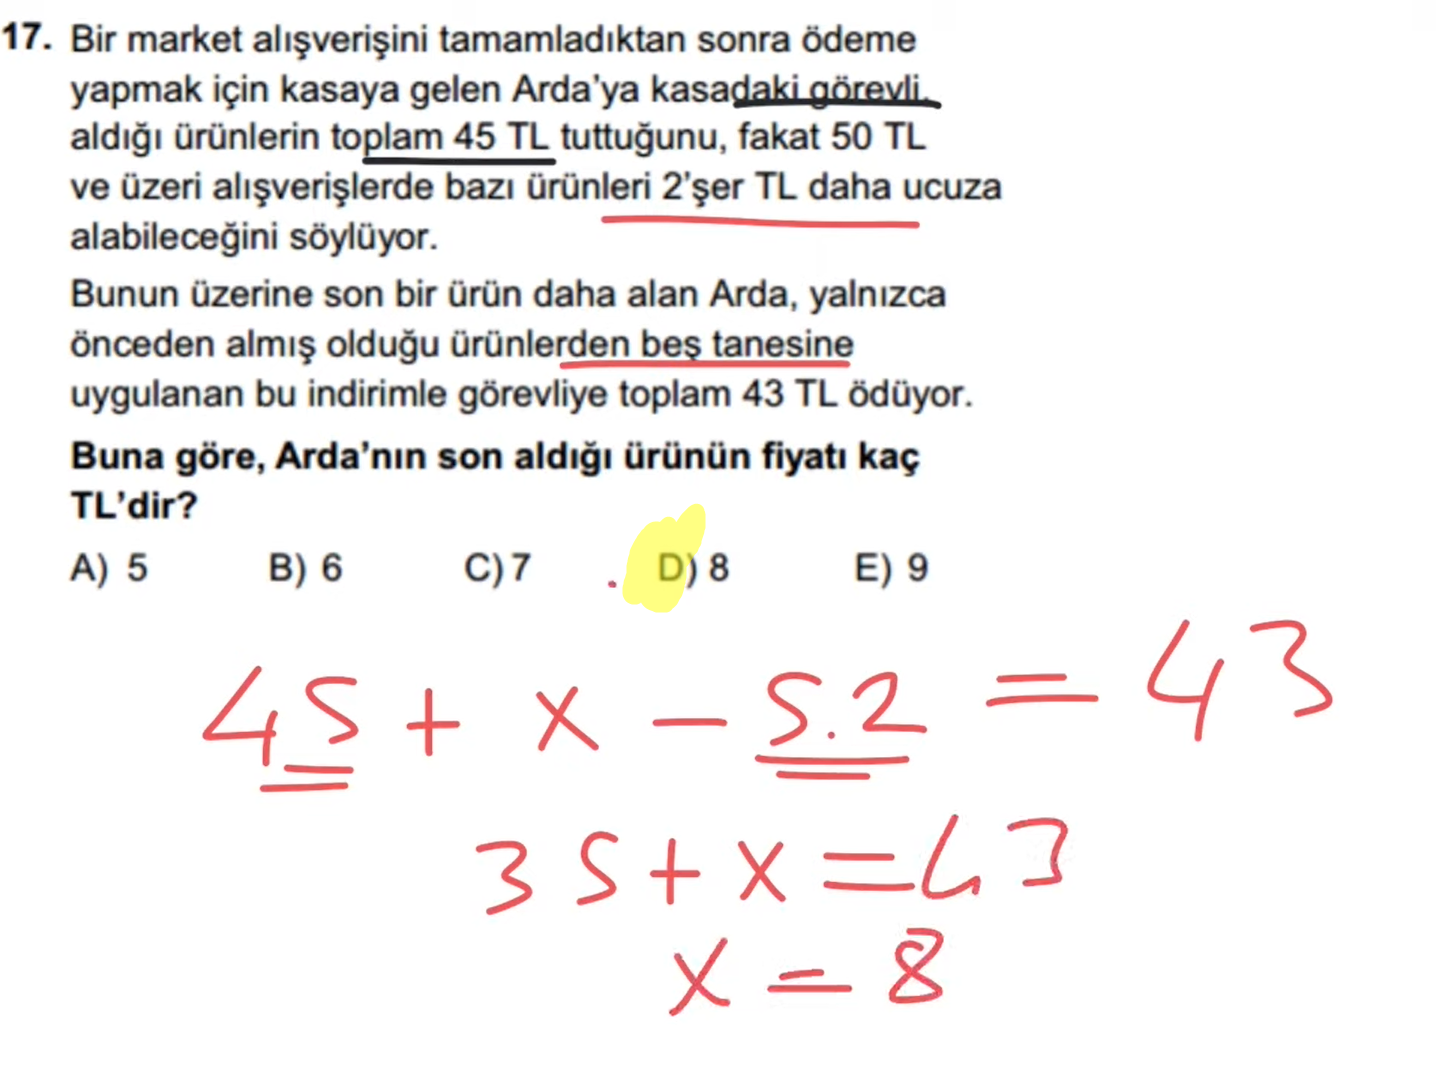 17. Bir market alışverişini tamamladıktan sonra ödeme
yapmak için kasaya gelen Arda'ya kasadaki görevli,
aldığı ürünlerin toplam 45 TL tuttuğunu, fakat 50 TL
ve üzeri alışverişlerde bazı ürünleri 2'şer TL daha ucuza
alabileceğini söylüyor.
Bunun üzerine son bir ürün daha alan Arda, yalnızca
önceden almış olduğu ürünlerden beş tanesine
uygulanan bu indirimle görevliye toplam 43 TL ödüyor.
Buna göre, Arda'nın son aldığı ürünün fiyatı kaç
TL'dir?
A) 5 B) 6 C) 7 D) 8 E) 9
45 + x - 5.2 = 43
35 + x = 43
x = 8